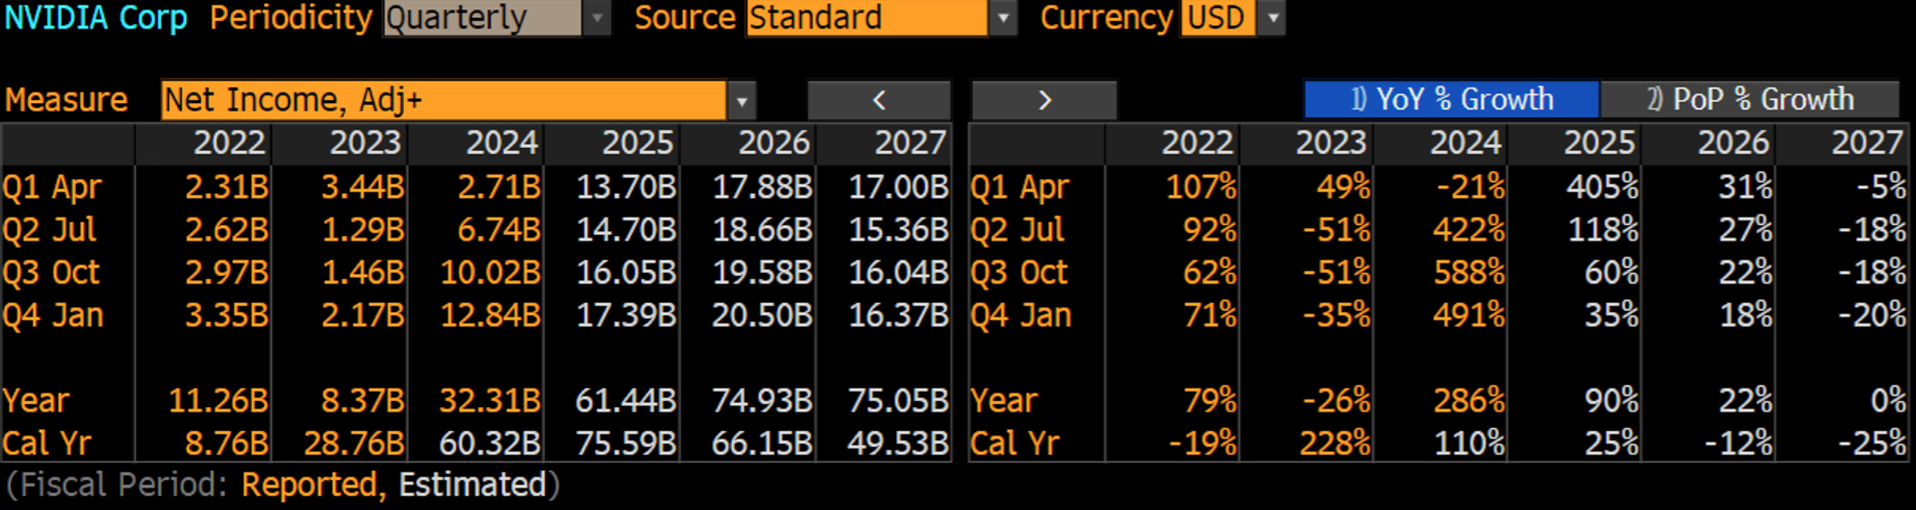 NVIDIA Corp Periodicity Quarterly Source Standard Currency USD
Measure Net Income, Adj+ < > 1) YoY % Growth 2) PoP % Growth
2022 2023 2024 2025 2026 2027 2022 2023 2024 2025 2026 2027
Q1 Apr 2.31B 3.44B 2.71B 13.70B 17.88B 17.00B Q1 Apr 107% 49% -21% 405% 31% -5%
Q2 Jul 2.62B 1.29B 6.74B 14.70B 18.66B 15.36B Q2 Jul 92% -51% 422% 118% 27% -18%
Q3 Oct 2.97B 1.46B 10.02B 16.05B 19.58B 16.04B Q3 Oct 62% -51% 588% 60% 22% -18%
Q4 Jan 3.35B 2.17B 12.84B 17.39B 20.50B 16.37B Q4 Jan 71% -35% 491% 35% 18% -20%
Year 11.26B 8.37B 32.31B 61.44B 74.93B 75.05B Year 79% -26% 286% 90% 22% 0%
Cal Yr 8.76B 28.76B 60.32B 75.59B 66.15B 49.53B Cal Yr -19% 228% 110% 25% -12% -25%
(Fiscal Period: Reported, Estimated)